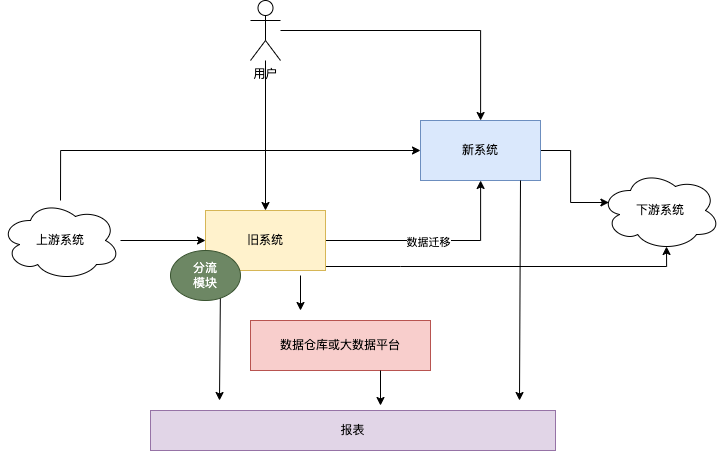 用户
新系统
下游系统
上游系统
旧系统
数据迁移
分流
模块
数据仓库或大数据平台
报表